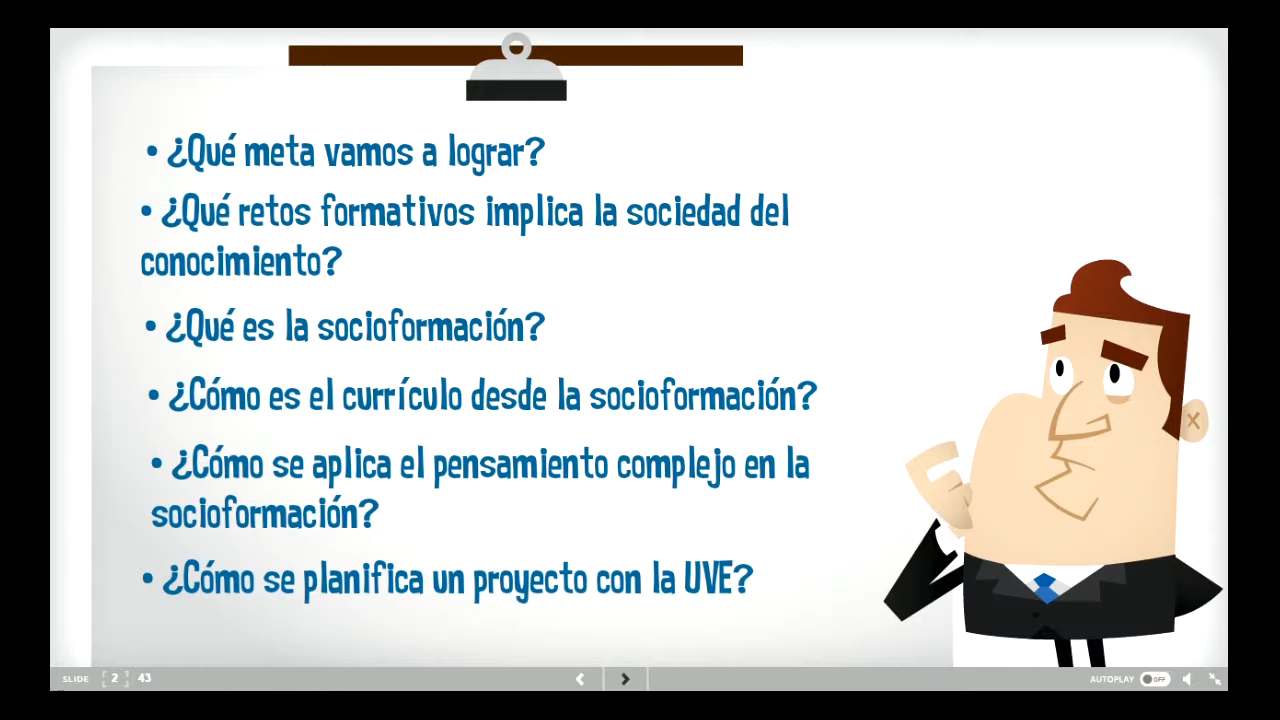 • ¿Qué meta vamos a lograr?
• ¿Qué retos formativos implica la sociedad del
conocimiento?
• ¿Qué es la socioformación?
• ¿Cómo es el currículo desde la socioformación?
• ¿Cómo se aplica el pensamiento complejo en la
socioformación?
• ¿Cómo se planifica un proyecto con la UVE?
SLIDE 2 43 AUTOPLAY OFF